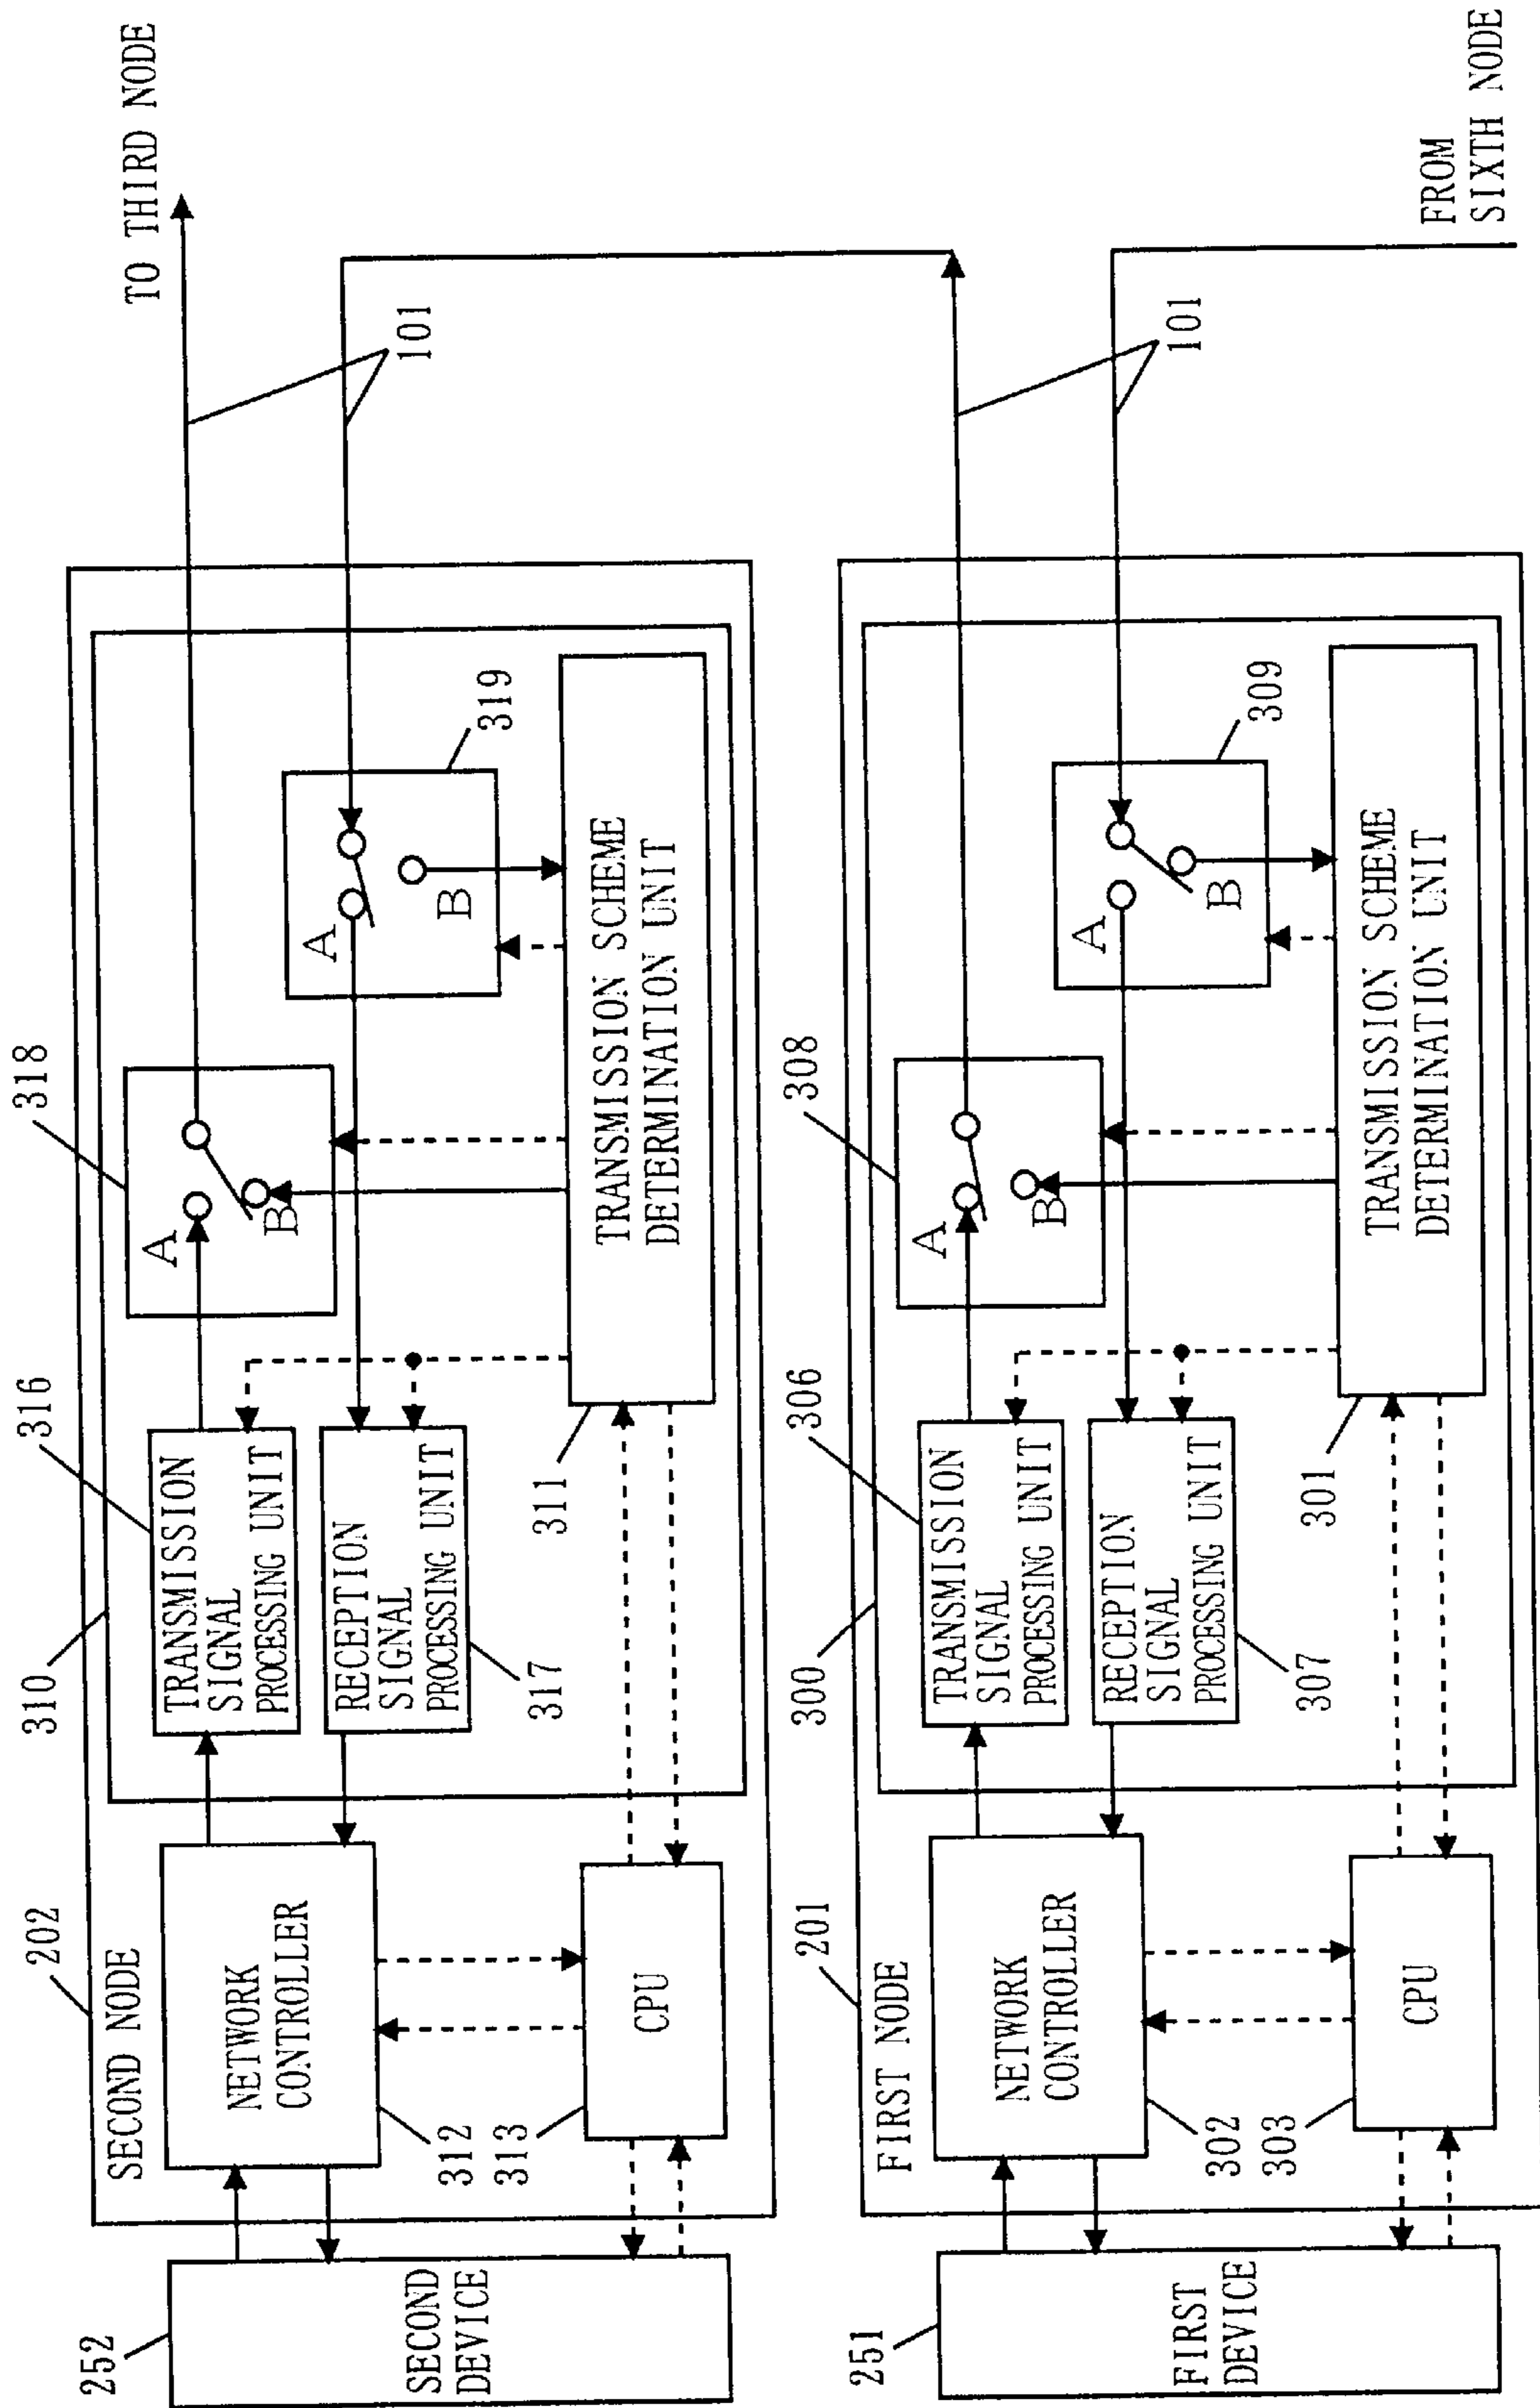 TO THIRD NODE
101
318
319
A
B
A
B
316
310
TRANSMISSION
SIGNAL
PROCESSING UNIT
RECEPTION
SIGNAL
PROCESSING UNIT
317
311
TRANSMISSION SCHEME
DETERMINATION UNIT
202
SECOND NODE
NETWORK
CONTROLLER
312
313
CPU
252
SECOND
DEVICE
101
FROM
SIXTH NODE
308
309
A
B
A
B
306
300
TRANSMISSION
SIGNAL
PROCESSING UNIT
RECEPTION
SIGNAL
PROCESSING UNIT
307
301
TRANSMISSION SCHEME
DETERMINATION UNIT
201
FIRST NODE
NETWORK
CONTROLLER
302
303
CPU
251
FIRST
DEVICE